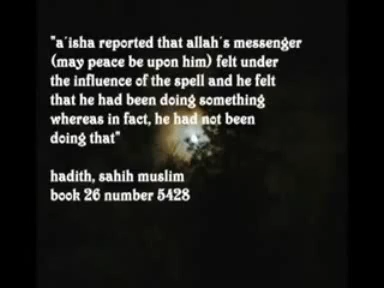 "a'isha reported that allah's messenger
(may peace be upon him) felt under
the influence of the spell and he felt
that he had been doing something
whereas in fact, he had not been
doing that"
hadith, sahih muslim
book 26 number 5428